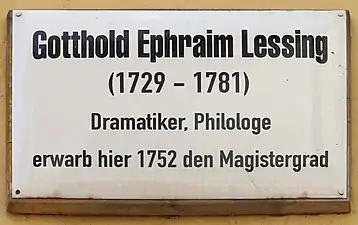 Gotthold Ephraim Lessing
(1729 – 1781)
Dramatiker, Philologe
erwarb hier 1752 den Magistergrad